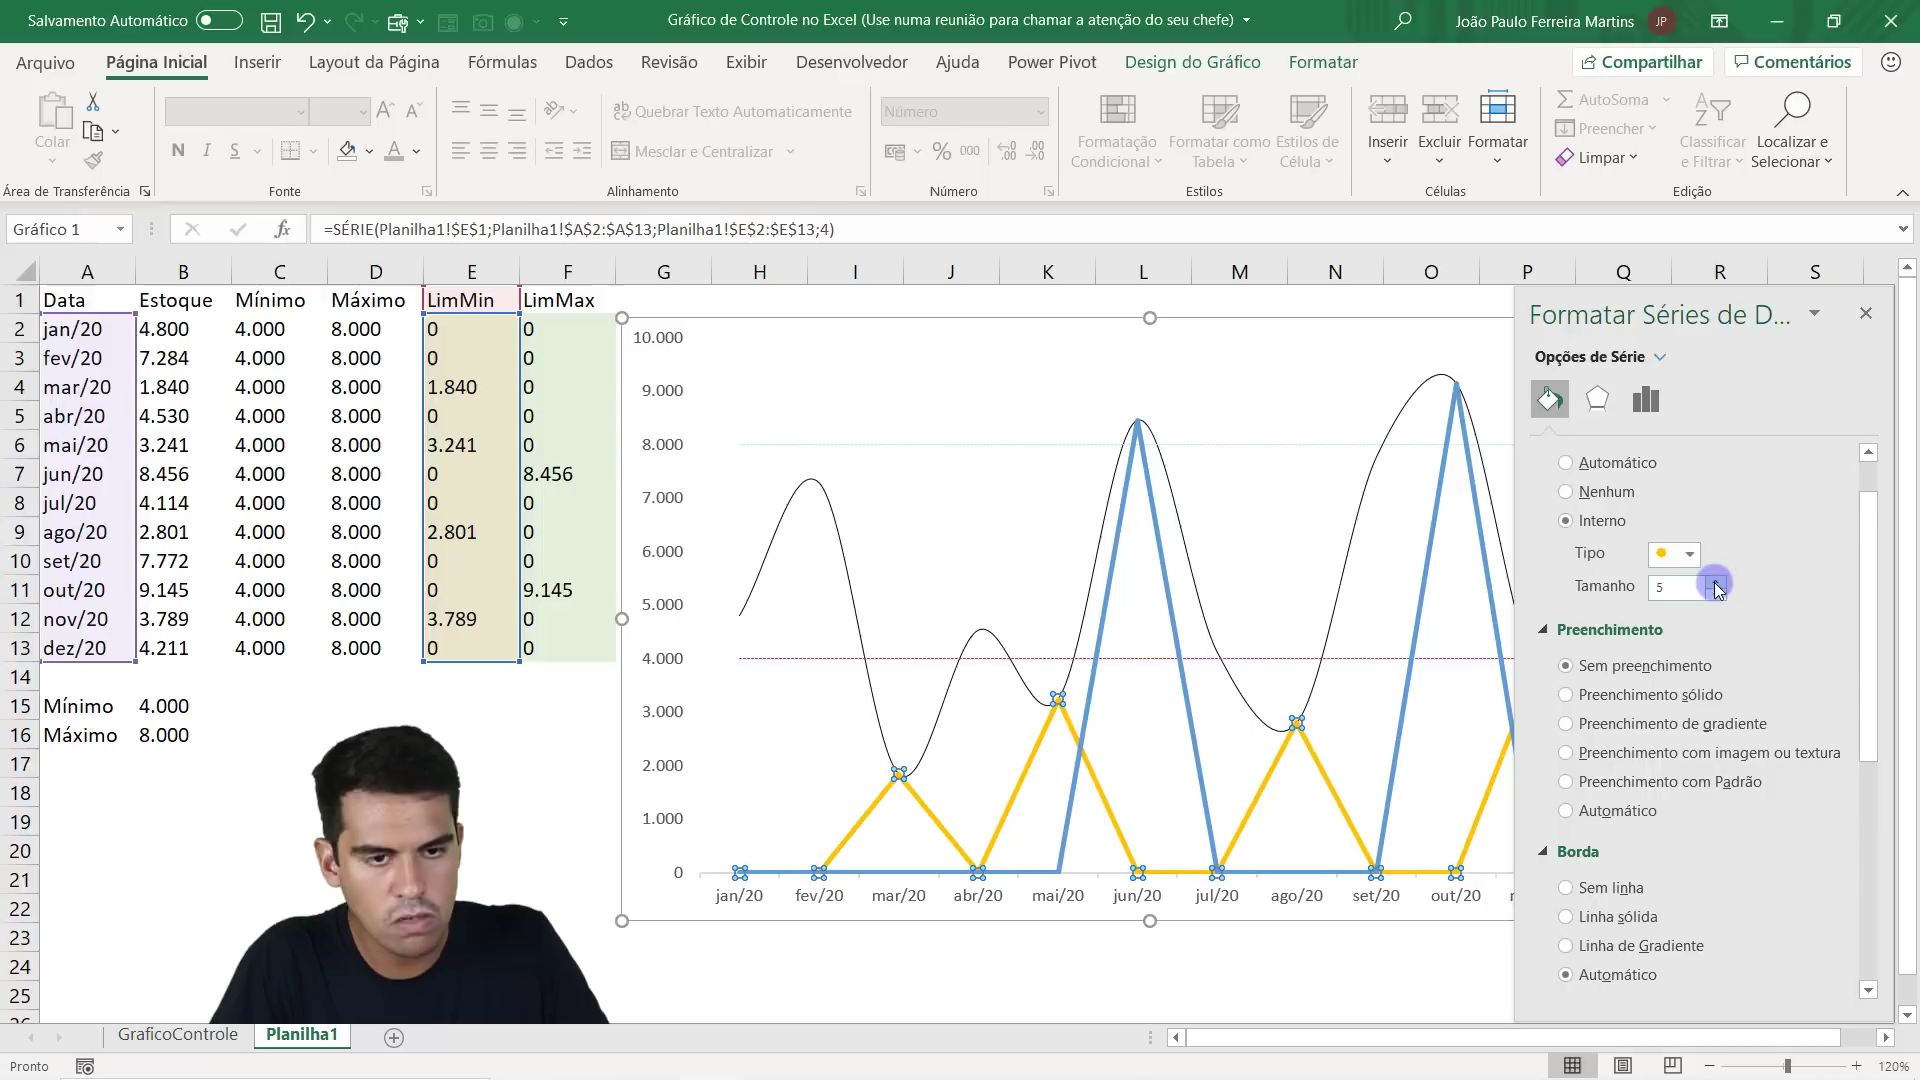 Salvamento Automático
Gráfico de Controle no Excel (Use numa reunião para chamar a atenção do seu chefe)
João Paulo Ferreira Martins JP
Arquivo Página Inicial Inserir Layout da Página Fórmulas Dados Revisão Exibir Desenvolvedor Ajuda Power Pivot Design do Gráfico Formatar Compartilhar Comentários
Colar
N I S
Quebrar Texto Automaticamente
Mesclar e Centralizar
Número
% 000
Formatação Condicional
Formatar como Tabela
Estilos de Célula
Inserir Excluir Formatar
AutoSoma
Preencher
Limpar
Classificar e Filtrar
Localizar e Selecionar
Área de Transferência Fonte Alinhamento Número Estilos Células Edição
Gráfico 1 fx =SÉRIE(Planilha1!$E$1;Planilha1!$A$2:$A$13;Planilha1!$E$2:$E$13;4)
A B C D E F G H I J K L M N O P Q R S
1 Data Estoque Mínimo Máximo LimMin LimMax
2 jan/20 4.800 4.000 8.000 0 0
3 fev/20 7.284 4.000 8.000 0 0
4 mar/20 1.840 4.000 8.000 1.840 0
5 abr/20 4.530 4.000 8.000 0 0
6 mai/20 3.241 4.000 8.000 3.241 0
7 jun/20 8.456 4.000 8.000 0 8.456
8 jul/20 4.114 4.000 8.000 0 0
9 ago/20 2.801 4.000 8.000 2.801 0
10 set/20 7.772 4.000 8.000 0 0
11 out/20 9.145 4.000 8.000 0 9.145
12 nov/20 3.789 4.000 8.000 3.789 0
13 dez/20 4.211 4.000 8.000 0 0
14
15 Mínimo 4.000
16 Máximo 8.000
17
18
19
20
21
22
23
24
25
10.000
9.000
8.000
7.000
6.000
5.000
4.000
3.000
2.000
1.000
0
jan/20 fev/20 mar/20 abr/20 mai/20 jun/20 jul/20 ago/20 set/20 out/20
Formatar Séries de D...
Opções de Série
Automático
Nenhum
Interno
Tipo
Tamanho 5
Preenchimento
Sem preenchimento
Preenchimento sólido
Preenchimento de gradiente
Preenchimento com imagem ou textura
Preenchimento com Padrão
Automático
Borda
Sem linha
Linha sólida
Linha de Gradiente
Automático
GraficoControle Planilha1
Pronto
120%